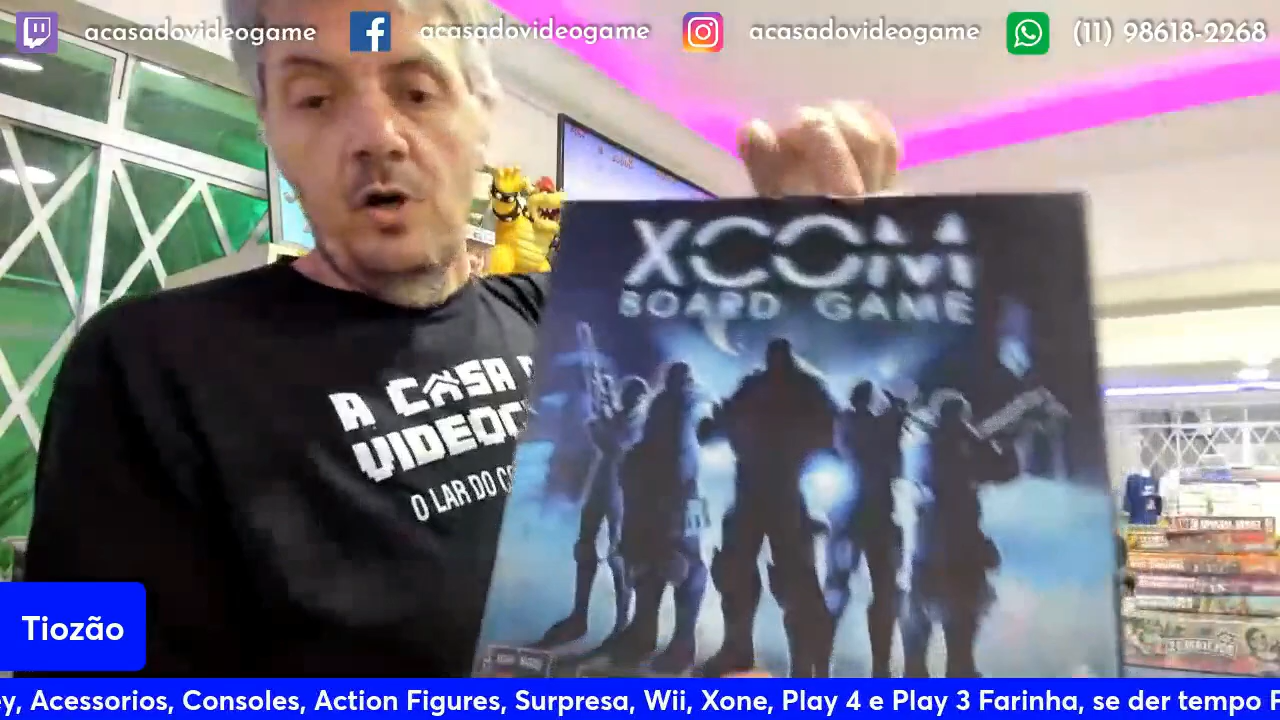 acasadovideogame acasadovideogame acasadovideogame (11) 98618-2268
XCOM
BOARD GAME
A CASA
VIDEO
O LAR DO
Tiozão
ey, Acessorios, Consoles, Action Figures, Surpresa, Wii, Xone, Play 4 e Play 3 Farinha, se der tempo